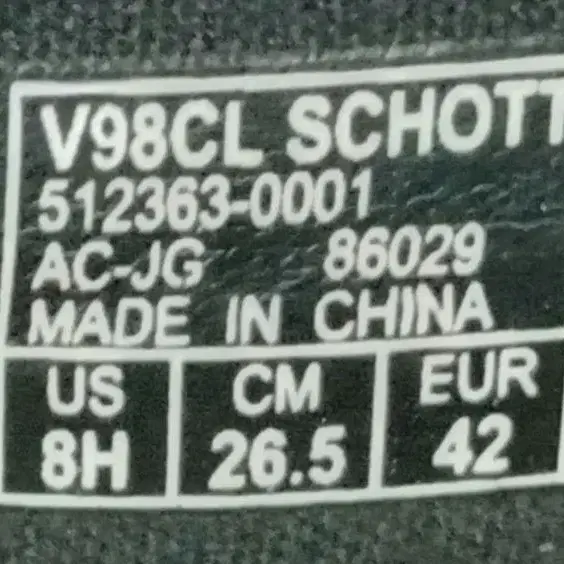 V98CL SCHOTT
512363-0001
AC-JG 86029
MADE IN CHINA
US CM EUR
8H 26.5 42